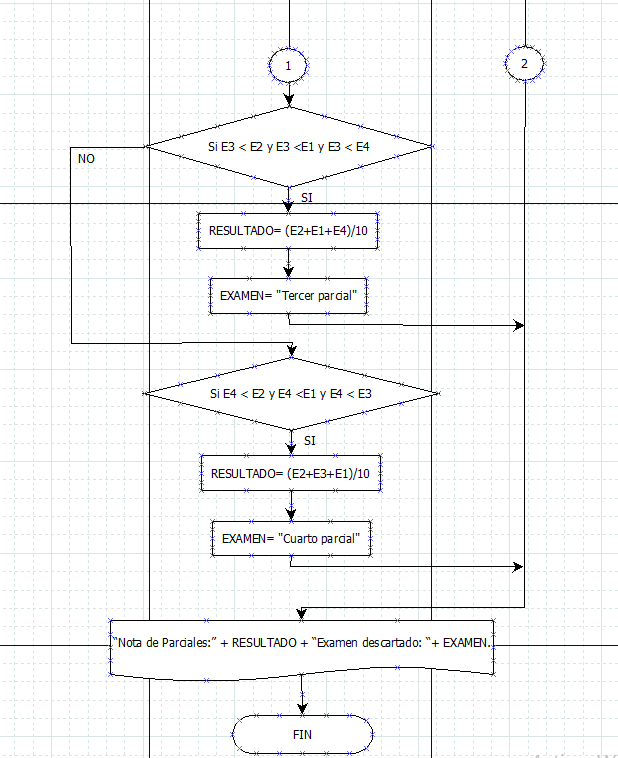 1
2
Si E3 < E2 y E3 <E1 y E3 < E4
NO
SI
RESULTADO= (E2+E1+E4)/10
EXAMEN= "Tercer parcial"
Si E4 < E2 y E4 <E1 y E4 < E3
SI
RESULTADO= (E2+E3+E1)/10
EXAMEN= "Cuarto parcial"
“Nota de Parciales:” + RESULTADO + “Examen descartado: “+ EXAMEN.
FIN